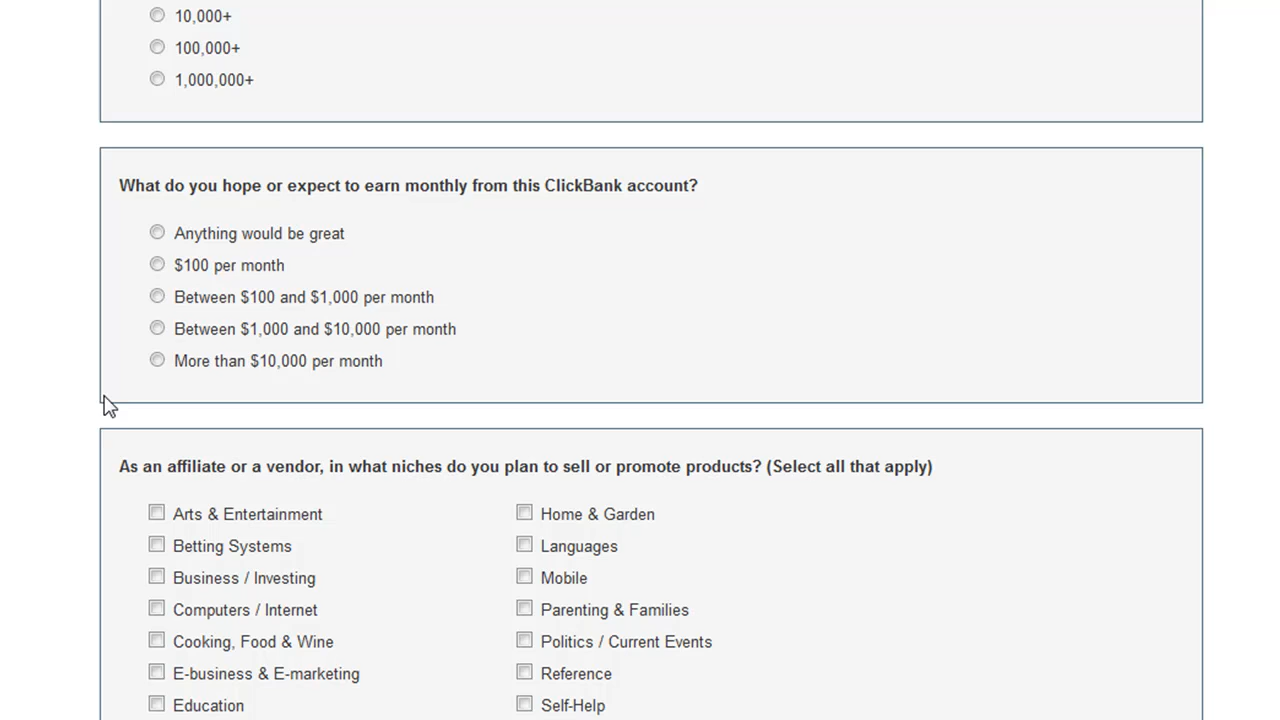 10,000+
100,000+
1,000,000+
What do you hope or expect to earn monthly from this ClickBank account?
Anything would be great
$100 per month
Between $100 and $1,000 per month
Between $1,000 and $10,000 per month
More than $10,000 per month
As an affiliate or a vendor, in what niches do you plan to sell or promote products? (Select all that apply)
Arts & Entertainment
Home & Garden
Betting Systems
Languages
Business / Investing
Mobile
Computers / Internet
Parenting & Families
Cooking, Food & Wine
Politics / Current Events
E-business & E-marketing
Reference
Education
Self-Help